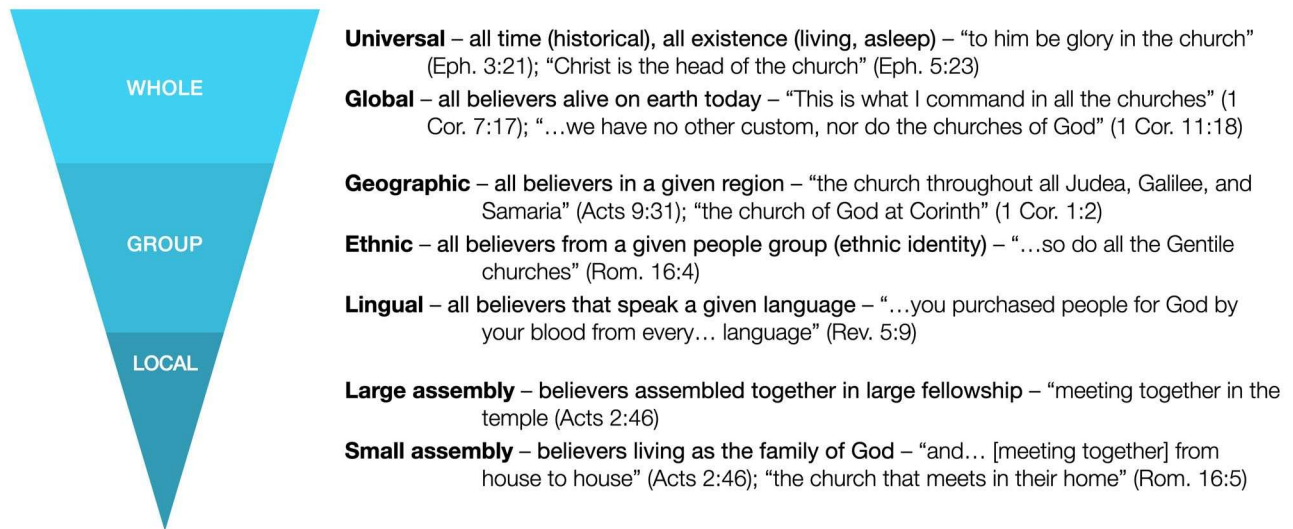 WHOLE
Universal – all time (historical), all existence (living, asleep) – “to him be glory in the church”
(Eph. 3:21); “Christ is the head of the church” (Eph. 5:23)
Global – all believers alive on earth today – “This is what I command in all the churches” (1
Cor. 7:17); “…we have no other custom, nor do the churches of God” (1 Cor. 11:18)
GROUP
Geographic – all believers in a given region – “the church throughout all Judea, Galilee, and
Samaria” (Acts 9:31); “the church of God at Corinth” (1 Cor. 1:2)
Ethnic – all believers from a given people group (ethnic identity) – “…so do all the Gentile
churches” (Rom. 16:4)
Lingual – all believers that speak a given language – “…you purchased people for God by
your blood from every… language” (Rev. 5:9)
LOCAL
Large assembly – believers assembled together in large fellowship – “meeting together in the
temple (Acts 2:46)
Small assembly – believers living as the family of God – “and… [meeting together] from
house to house” (Acts 2:46); “the church that meets in their home” (Rom. 16:5)